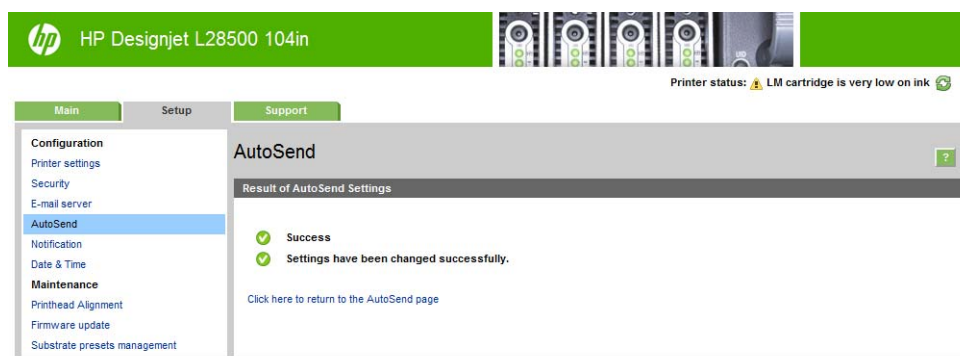 hp HP Designjet L28500 104in
UID
Printer status: LM cartridge is very low on ink
Main Setup Support
Configuration
Printer settings
Security
E-mail server
AutoSend
Notification
Date & Time
Maintenance
Printhead Alignment
Firmware update
Substrate presets management
AutoSend
?
Result of AutoSend Settings
Success
Settings have been changed successfully.
Click here to return to the AutoSend page